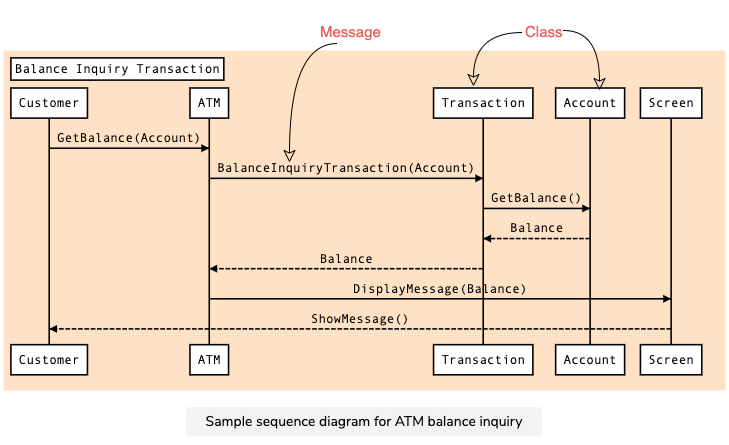 Message
Class
Balance Inquiry Transaction
Customer
ATM
Transaction
Account
Screen
GetBalance(Account)
BalanceInquiryTransaction(Account)
GetBalance()
Balance
Balance
DisplayMessage(Balance)
ShowMessage()
Customer
ATM
Transaction
Account
Screen
Sample sequence diagram for ATM balance inquiry